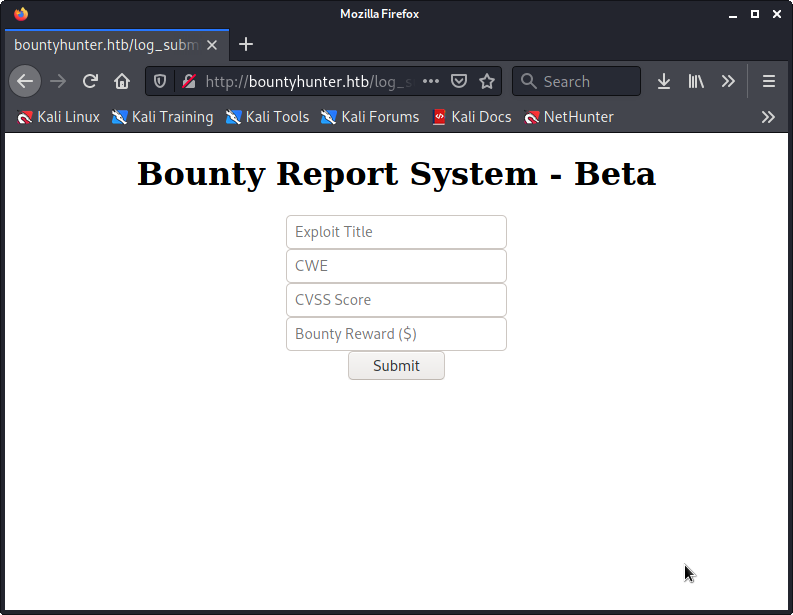 Mozilla Firefox
bountyhunter.htb/log_subm
http://bountyhunter.htb/log_s
Search
Kali Linux Kali Training Kali Tools Kali Forums Kali Docs NetHunter
Bounty Report System - Beta
Exploit Title
CWE
CVSS Score
Bounty Reward ($)
Submit